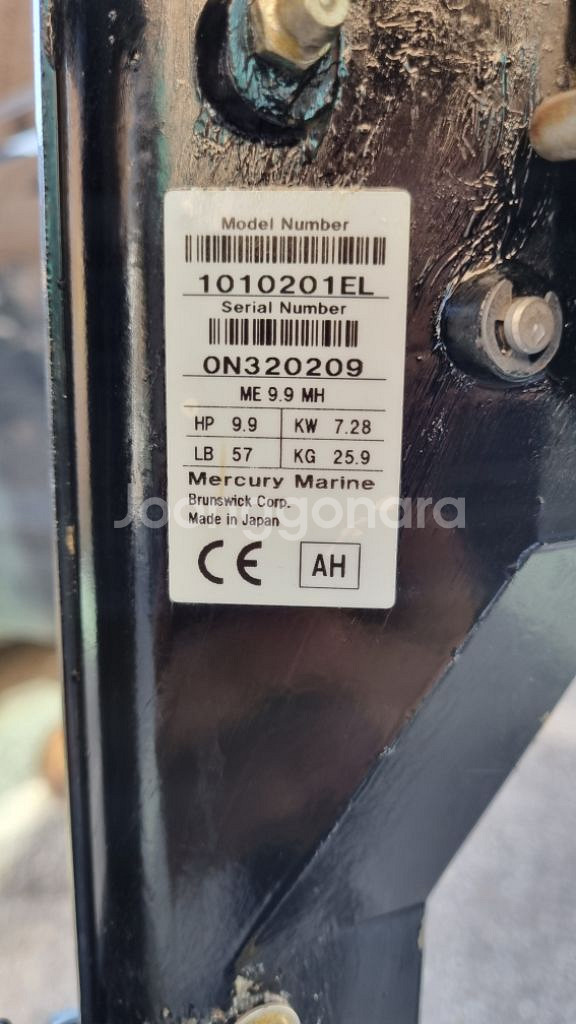 Model Number
1010201EL
Serial Number
0N320209
ME 9.9 MH
HP 9.9 KW 7.28
LB 57 KG 25.9
Mercury Marine
Brunswick Corp.
Joonggonara
Made in Japan
CE AH